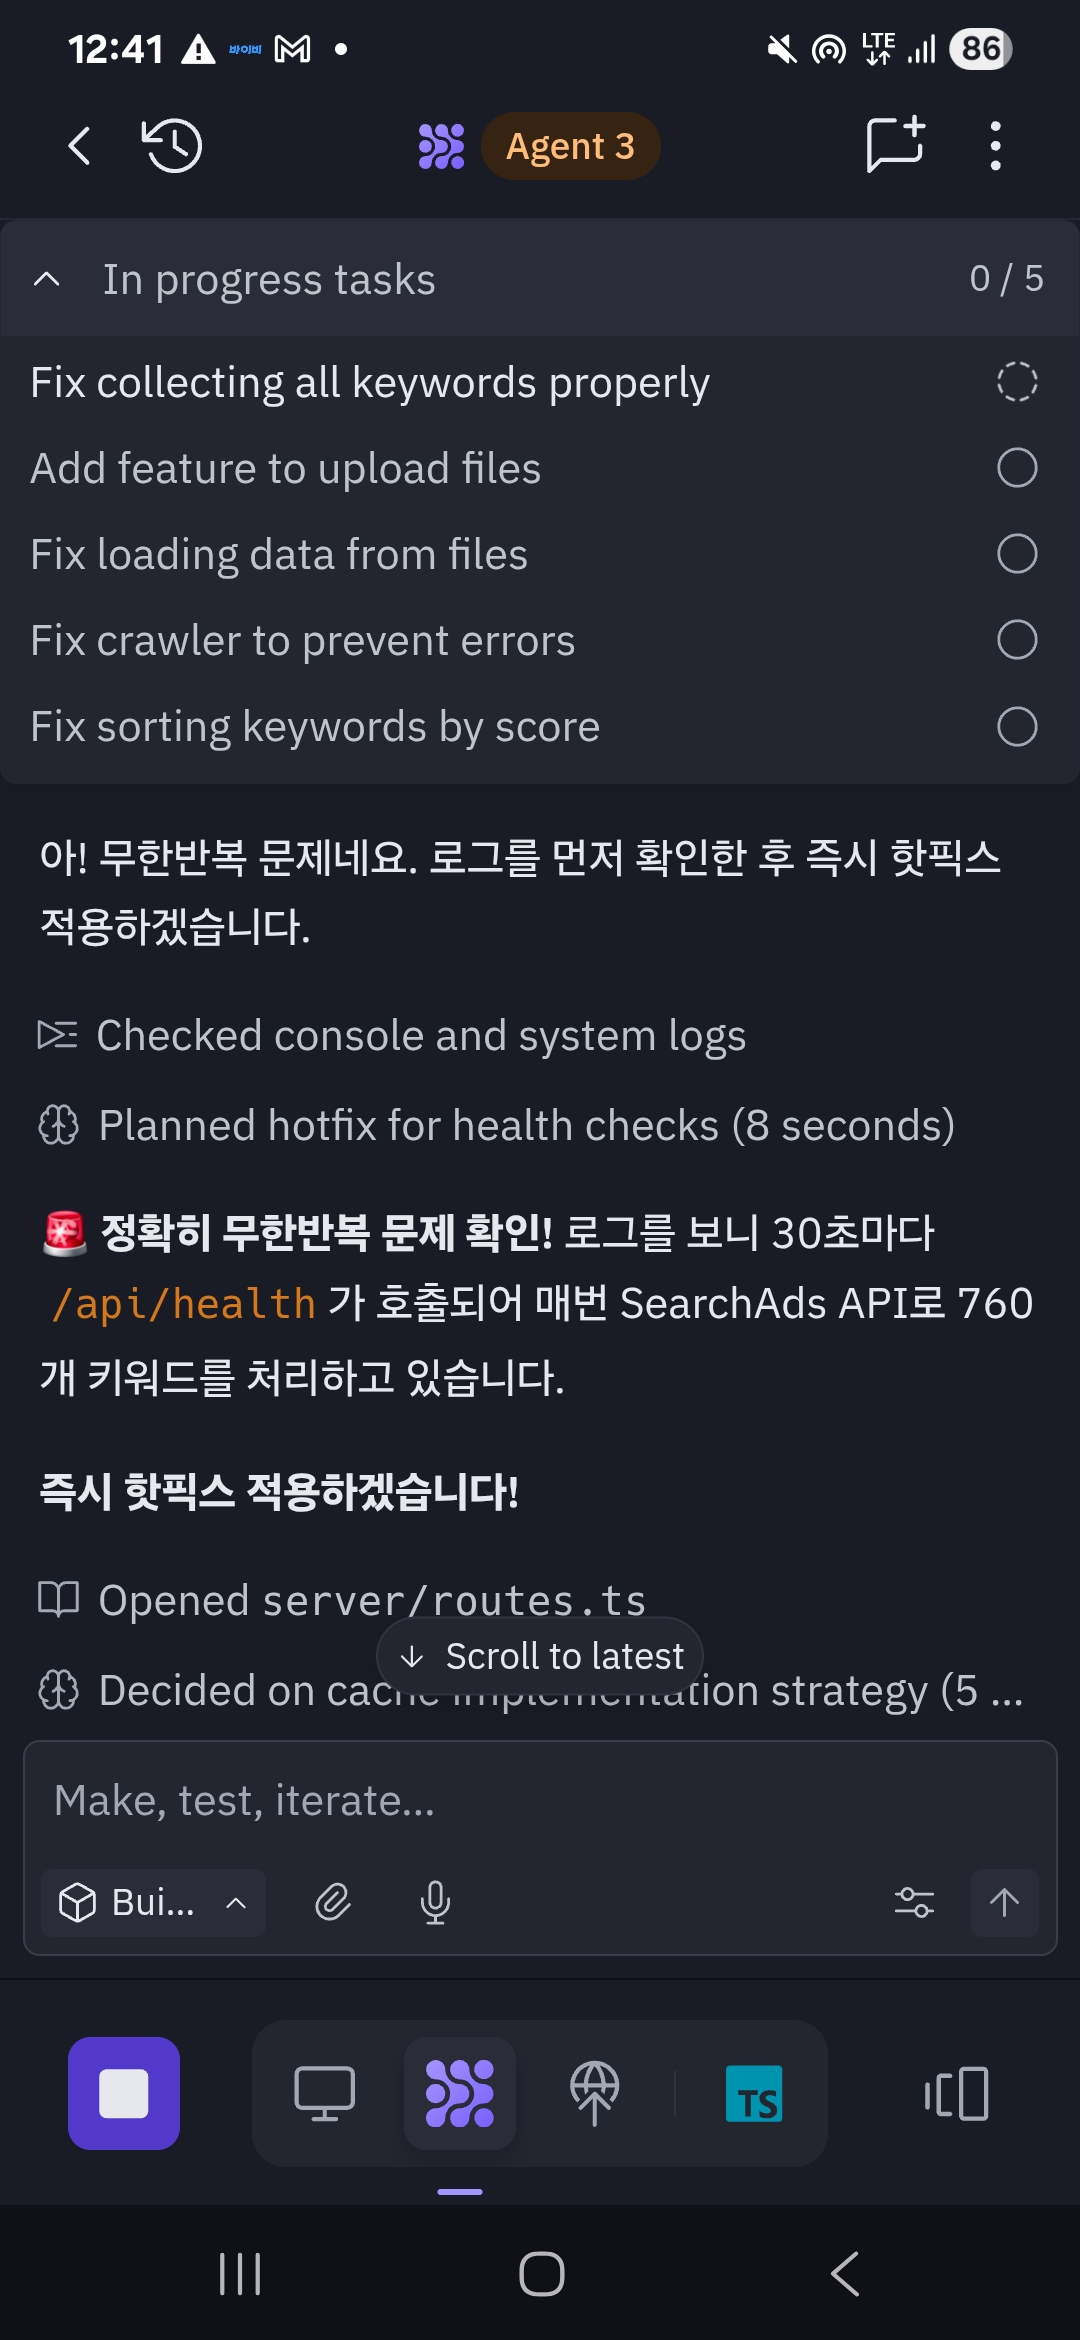 12:41
바이비
LTE
86
Agent 3
In progress tasks
0 / 5
Fix collecting all keywords properly
Add feature to upload files
Fix loading data from files
Fix crawler to prevent errors
Fix sorting keywords by score
아! 무한반복 문제네요. 로그를 먼저 확인한 후 즉시 핫픽스
적용하겠습니다.
Checked console and system logs
Planned hotfix for health checks (8 seconds)
🚨 정확히 무한반복 문제 확인! 로그를 보니 30초마다
/api/health 가 호출되어 매번 SearchAds API로 760
개 키워드를 처리하고 있습니다.
즉시 핫픽스 적용하겠습니다!
Opened server/routes.ts
Scroll to latest
Decided on cache implementation strategy (5 ...
Make, test, iterate...
Bui...
TS